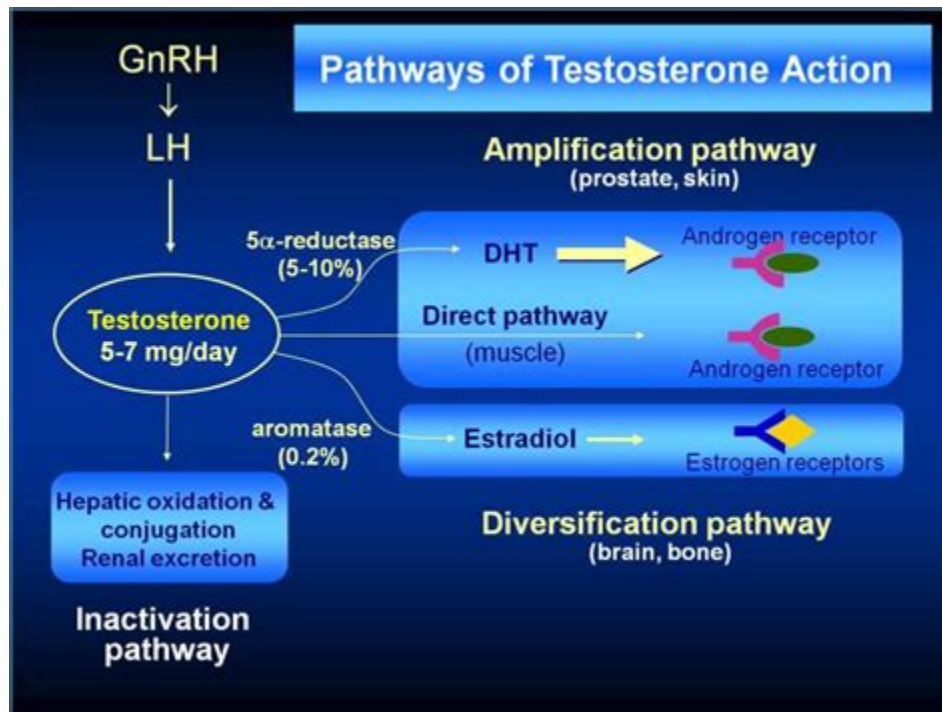 GnRH
Pathways of Testosterone Action
LH
Amplification pathway
(prostate, skin)
5α-reductase
(5-10%)
DHT
Androgen receptor
Testosterone
5-7 mg/day
Direct pathway
(muscle)
Androgen receptor
aromatase
(0.2%)
Estradiol
Estrogen receptors
Hepatic oxidation &
conjugation
Renal excretion
Diversification pathway
(brain, bone)
Inactivation
pathway